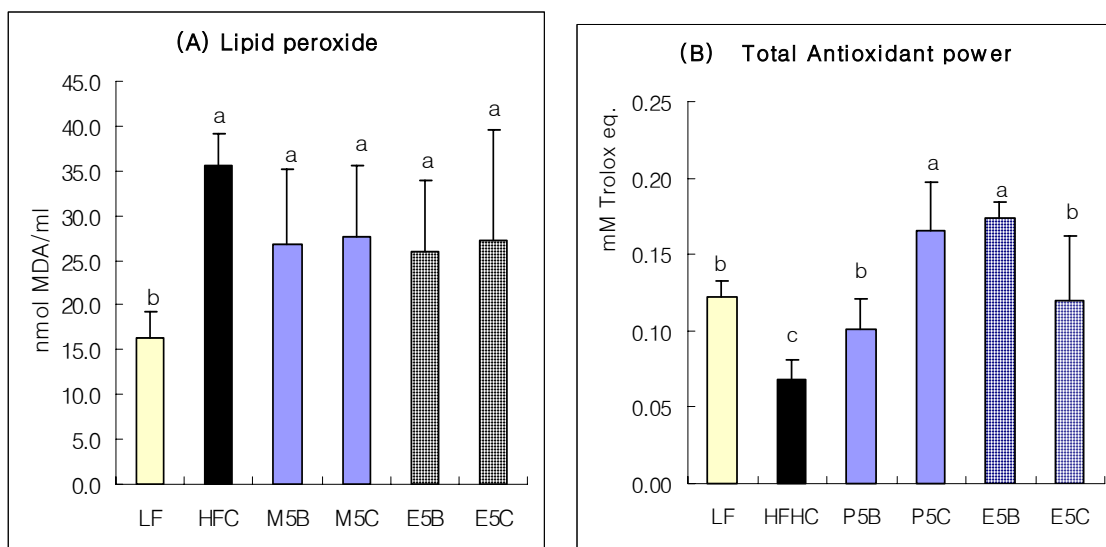 (A) Lipid peroxide
nmol MDA/ml
45.0
40.0
35.0
30.0
25.0
20.0
15.0
10.0
5.0
0.0
b
a
a
a
a
a
LF HFC M5B M5C E5B E5C
(B) Total Antioxidant power
mM Trolox eq.
0.25
0.20
0.15
0.10
0.05
0.00
b
c
b
a
a
b
LF HFHC P5B P5C E5B E5C